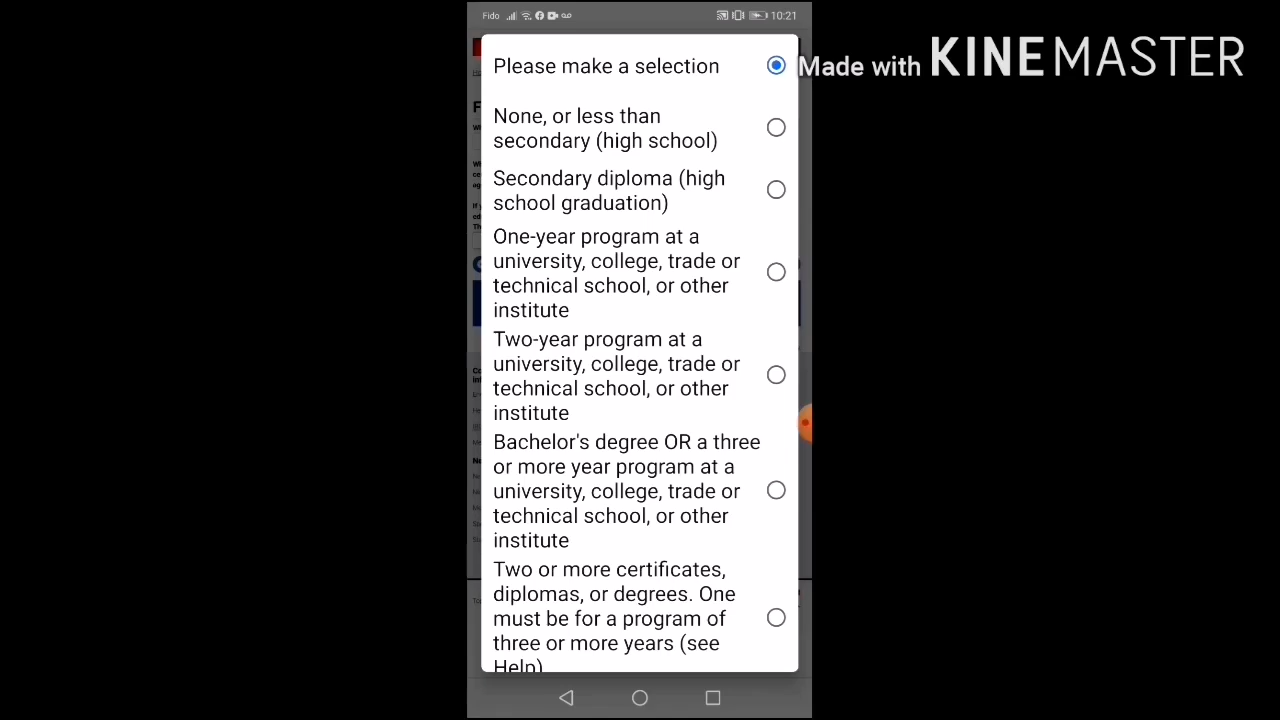 Fido 10:21
Made with KINEMASTER
Please make a selection
None, or less than
secondary (high school)
Secondary diploma (high
school graduation)
One-year program at a
university, college, trade or
technical school, or other
institute
Two-year program at a
university, college, trade or
technical school, or other
institute
Bachelor's degree OR a three
or more year program at a
university, college, trade or
technical school, or other
institute
Two or more certificates,
diplomas, or degrees. One
must be for a program of
three or more years (see
Help)